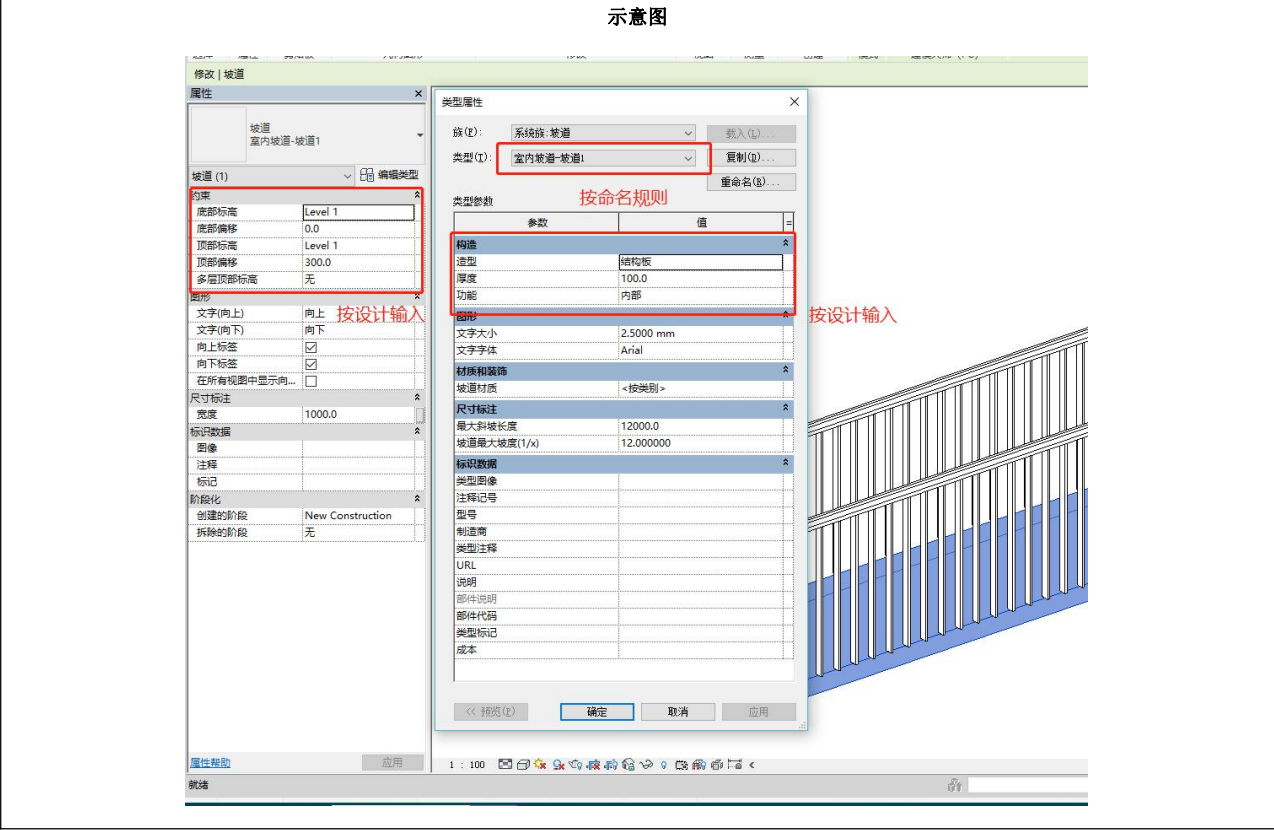 示意图
修改 | 坡道
属性
坡道
室内坡道-坡道1
坡道 (1)
编辑类型
约束
底部标高 Level 1
底部偏移 0.0
顶部标高 Level 1
顶部偏移 300.0
多层顶部标高 无
图形
文字(向上) 向上
按设计输入
文字(向下) 向下
向上标签
向下标签
在所有视图中显示向...
尺寸标注
宽度 1000.0
标识数据
图像
注释
标记
阶段化
创建的阶段 New Construction
拆除的阶段 无
属性帮助
应用
就绪
类型属性
族(F): 系统族:坡道 载入(L)...
类型(T): 室内坡道-坡道1 复制(D)...
重命名(R)...
类型参数
按命名规则
参数 值 =
构造
造型 结构板
厚度 100.0
功能 内部
按设计输入
图形
文字大小 2.5000 mm
文字字体 Arial
材质和装饰
坡道材质 <按类别>
尺寸标注
最大斜坡长度 12000.0
坡道最大坡度(1/x) 12.000000
标识数据
类型图像
注释记号
型号
制造商
类型注释
URL
说明
部件说明
部件代码
类型标记
成本
<< 预览(P) 确定 取消 应用
1 : 100